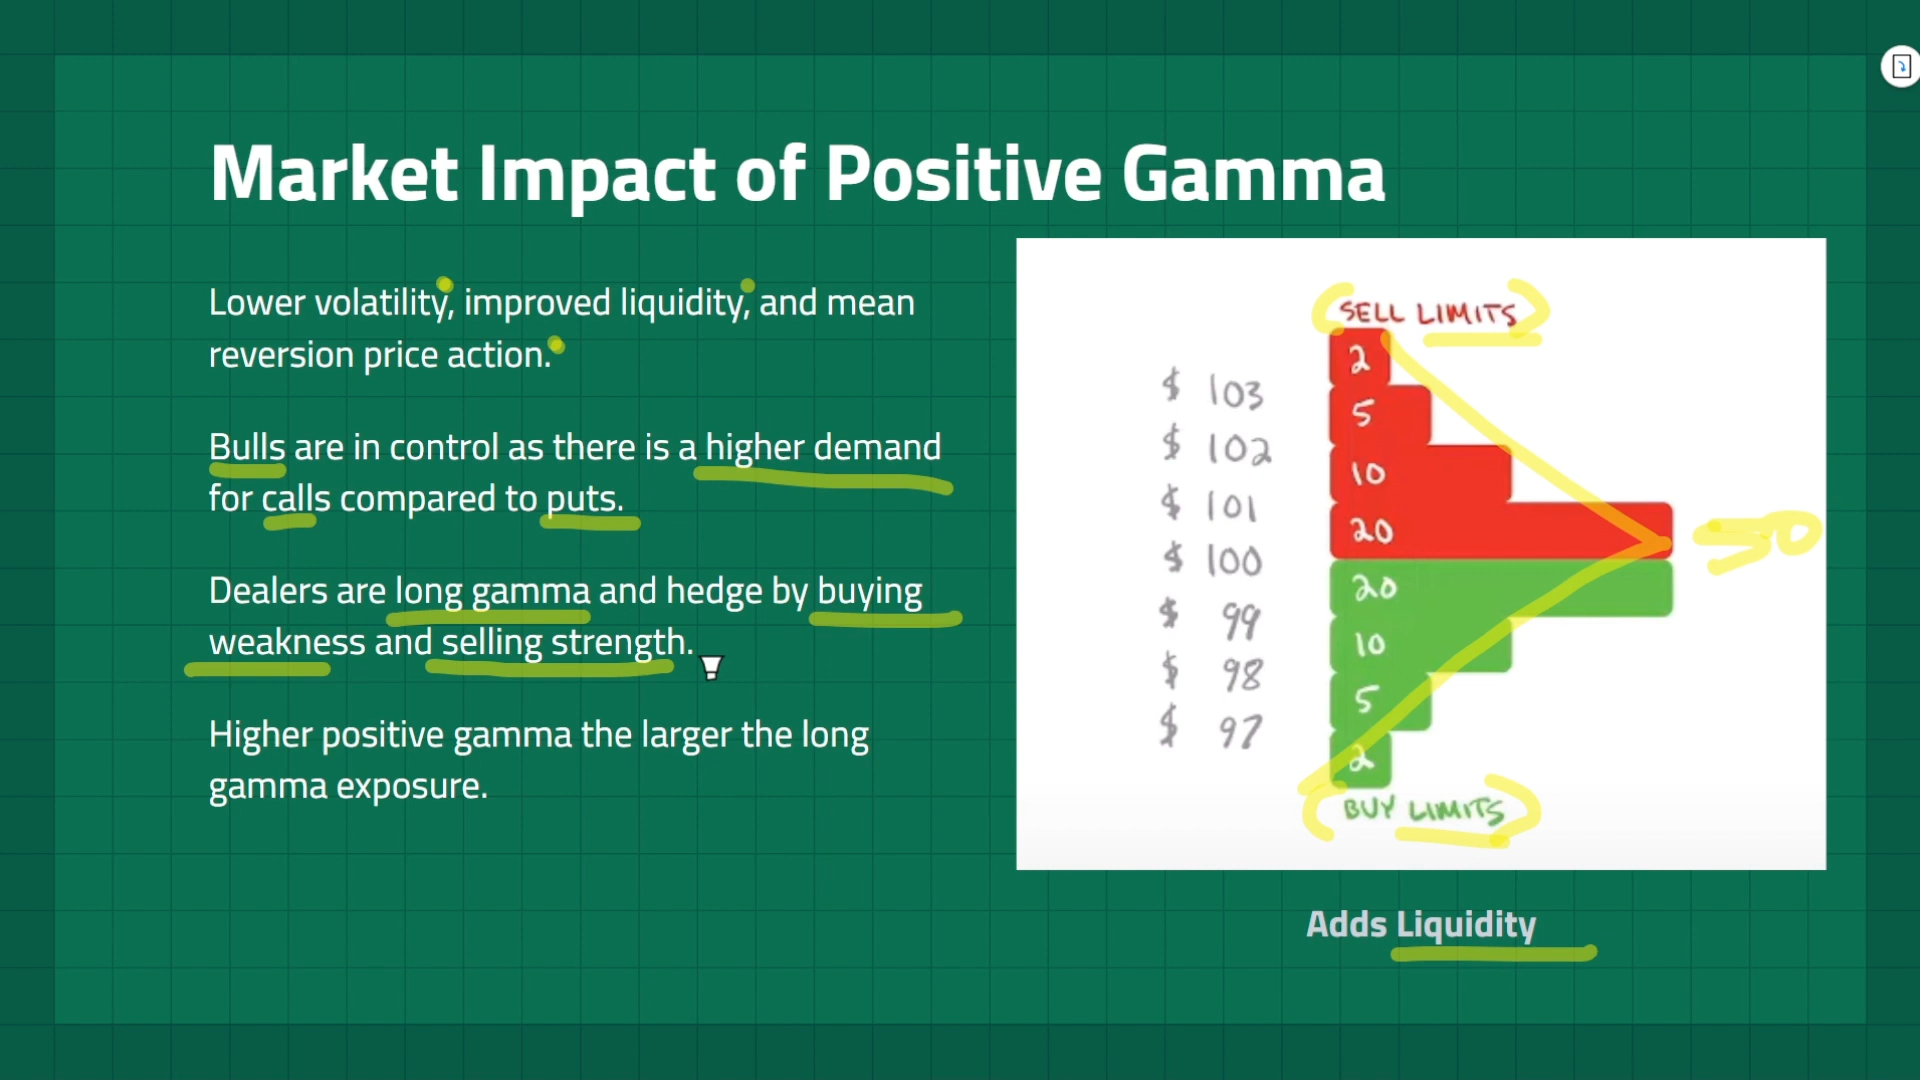 Market Impact of Positive Gamma
Lower volatility, improved liquidity, and mean
reversion price action.
Bulls are in control as there is a higher demand
for calls compared to puts.
Dealers are long gamma and hedge by buying
weakness and selling strength.
Higher positive gamma the larger the long
gamma exposure.
SELL LIMITS
2
$ 103
5
$ 102
10
$ 101
20
50
$ 100
20
$ 99
10
$ 98
5
$ 97
2
BUY LIMITS
Adds Liquidity